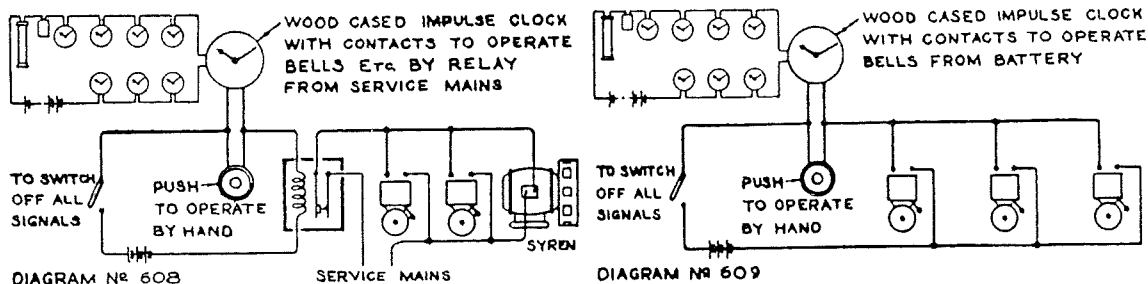 WOOD CASED IMPULSE CLOCK
WITH CONTACTS TO OPERATE
BELLS ETC. BY RELAY
FROM SERVICE MAINS
TO SWITCH
OFF ALL
SIGNALS
PUSH
TO OPERATE
BY HAND
SYREN
SERVICE MAINS
DIAGRAM Nº 608
WOOD CASED IMPULSE CLOCK
WITH CONTACTS TO OPERATE
BELLS FROM BATTERY
TO SWITCH
OFF ALL
SIGNALS
PUSH
TO OPERATE
BY HAND
DIAGRAM Nº 609